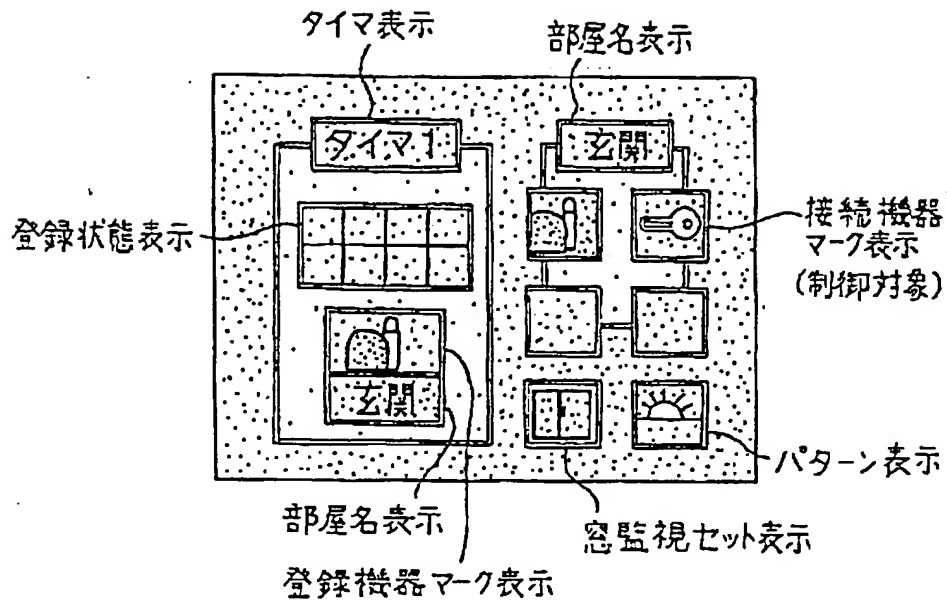 タイマ表示
部屋名表示
タイマ1
玄関
登録状態表示
接続機器
マーク表示
(制御対象)
玄関
パターン表示
部屋名表示
窓監視セット表示
登録機器マーク表示